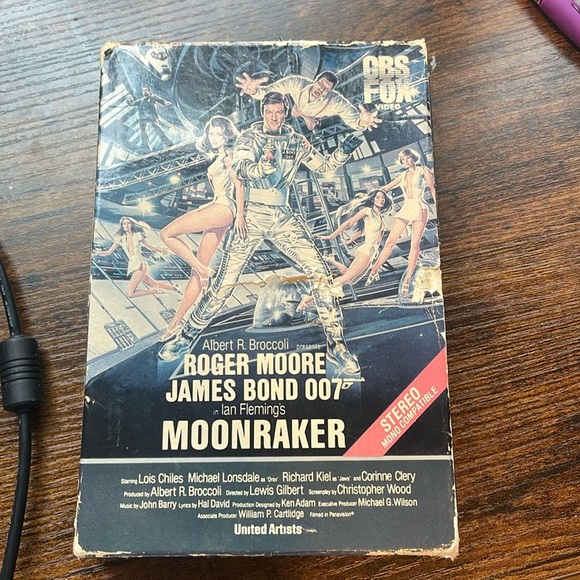 CBS
FOX
VIDEO
Albert R. Broccoli presents
ROGER MOORE
as
JAMES BOND 007
in Ian Fleming's
MOONRAKER
STEREO
MONO COMPATIBLE
Starring Lois Chiles Michael Lonsdale as 'Drax' Richard Kiel as 'Jaws' and Corinne Clery
Produced by Albert R. Broccoli Directed by Lewis Gilbert Screenplay by Christopher Wood
Music by John Barry Lyrics by Hal David Production Designed by Ken Adam Executive Producer Michael G. Wilson
Associate Producer William P. Cartlidge Filmed in Panavision®
United Artists